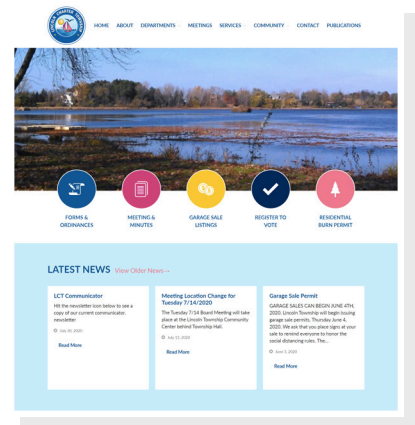 LINCOLN CHARTER TOWNSHIP
HOME ABOUT DEPARTMENTS MEETINGS SERVICES COMMUNITY CONTACT PUBLICATIONS
FORMS &
ORDINANCES
MEETING &
MINUTES
GARAGE SALE
LISTINGS
REGISTER TO
VOTE
RESIDENTIAL
BURN PERMIT
LATEST NEWS View Older News→
LCT Communicator
Hit the newsletter icon below to see a
copy of our current communicator.
newsletter
July 30, 2020
Read More
Meeting Location Change for
Tuesday 7/14/2020
The Tuesday 7/14 Board Meeting will take
place at the Lincoln Township Community
Center behind Township Hall.
July 13, 2020
Read More
Garage Sale Permit
GARAGE SALES CAN BEGIN JUNE 4TH,
2020. Lincoln Township will begin issuing
garage sale permits, Thursday June 4,
2020. We ask that you place signs at your
sale to remind everyone to honor the
social distancing rules. The...
June 3, 2020
Read More